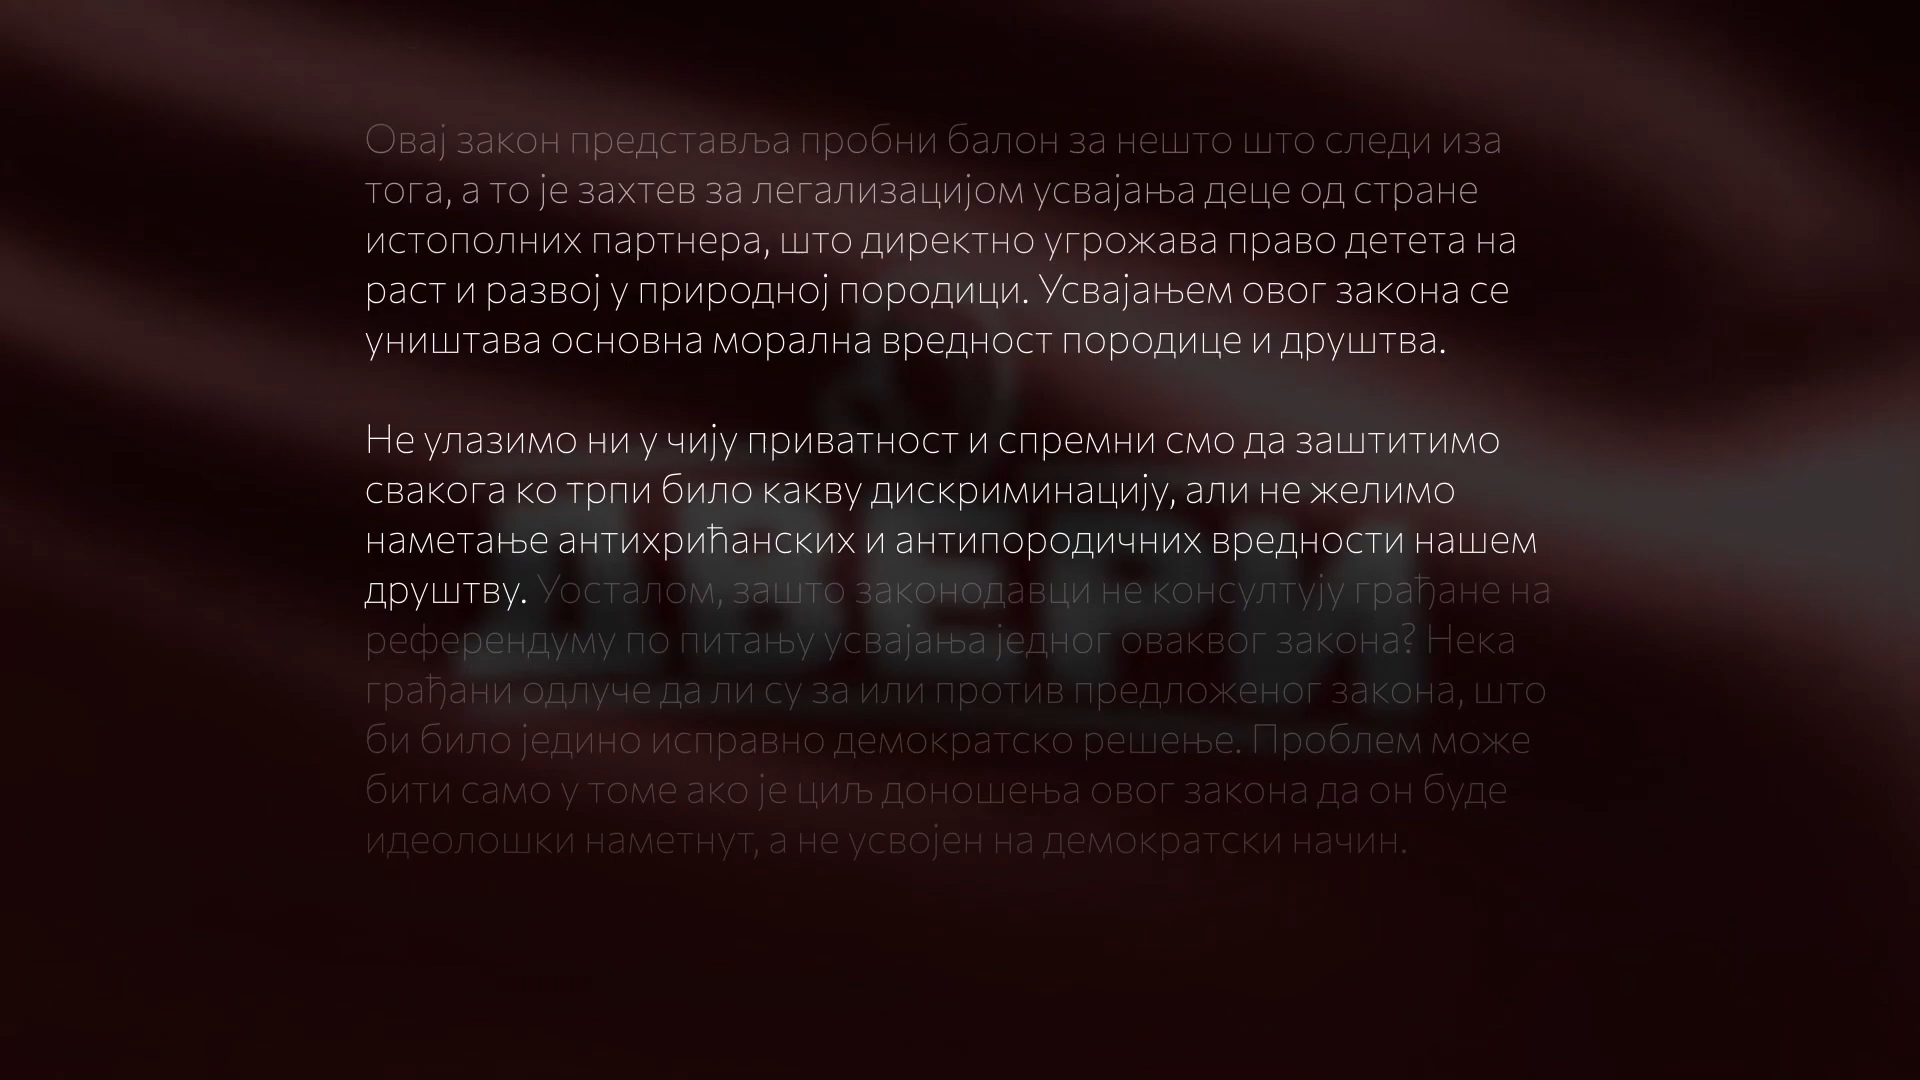 Овај закон представља пробни балон за нешто што следи иза
тога, а то је захтев за легализацијом усвајања деце од стране
истополних партнера, што директно угрожава право детета на
раст и развој у природној породици. Усвајањем овог закона се
уништава основна морална вредност породице и друштва.
Не улазимо ни у чију приватност и спремни смо да заштитимо
свакога ко трпи било какву дискриминацију, али не желимо
наметање антихрићанских и антипородичних вредности нашем
друштву. Уосталом, зашто законодавци не консултују грађане на
референдуму по питању усвајања једног оваквог закона? Нека
грађани одлуче да ли су за или против предложеног закона, што
би било једино исправно демократско решење. Проблем може
бити само у томе ако је циљ доношења овог закона да он буде
идеолошки наметнут, а не усвојен на демократски начин.
ДВЕРИ